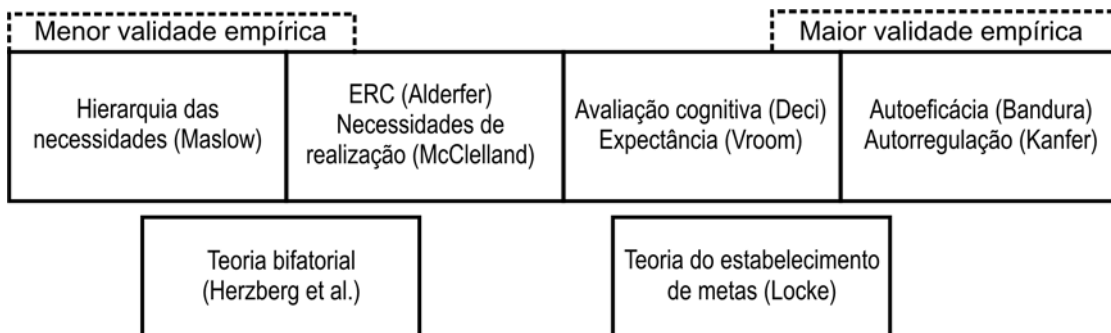 Menor validade empírica
Maior validade empírica
Hierarquia das
necessidades (Maslow)
ERC (Alderfer)
Necessidades de
realização (McClelland)
Avaliação cognitiva (Deci)
Expectância (Vroom)
Autoeficácia (Bandura)
Autorregulação (Kanfer)
Teoria bifatorial
(Herzberg et al.)
Teoria do estabelecimento
de metas (Locke)